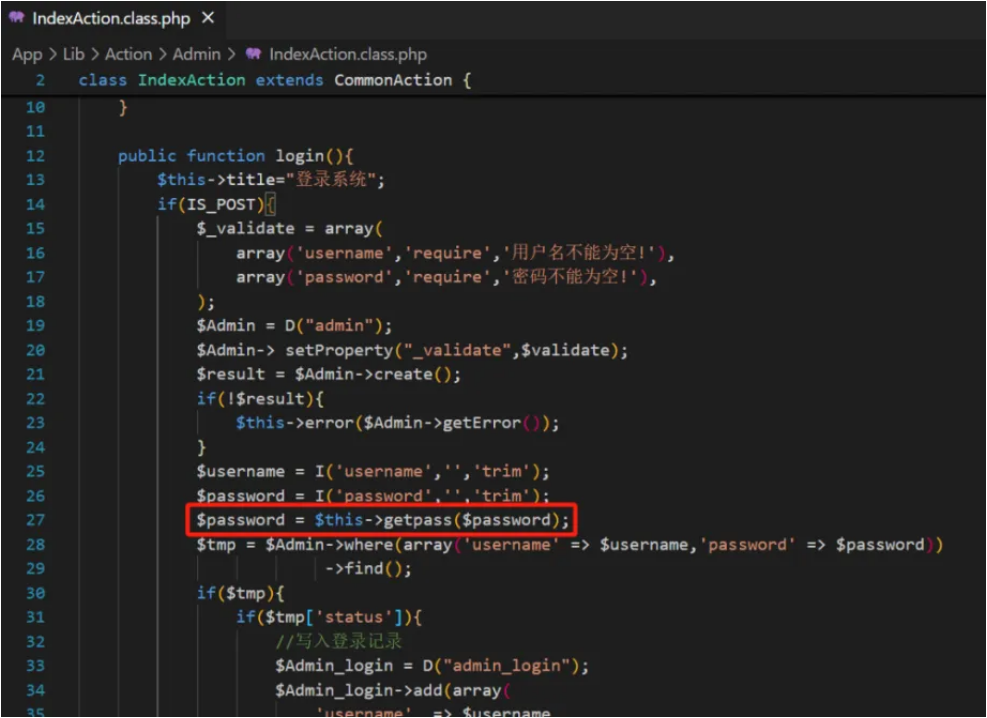 IndexAction.class.php ×
App > Lib > Action > Admin > IndexAction.class.php
2 class IndexAction extends CommonAction {
10 }
11
12 public function login(){
13 $this->title="登录系统";
14 if(IS_POST){
15 $_validate = array(
16 array('username','require','用户名不能为空!'),
17 array('password','require','密码不能为空!'),
18 );
19 $Admin = D("admin");
20 $Admin-> setProperty("_validate",$validate);
21 $result = $Admin->create();
22 if(!$result){
23 $this->error($Admin->getError());
24 }
25 $username = I('username','','trim');
26 $password = I('password','','trim');
27 $password = $this->getpass($password);
28 $tmp = $Admin->where(array('username' => $username,'password' => $password))
29 ->find();
30 if($tmp){
31 if($tmp['status']){
32 //写入登录记录
33 $Admin_login = D("admin_login");
34 $Admin_login->add(array(
35 'username' => $username